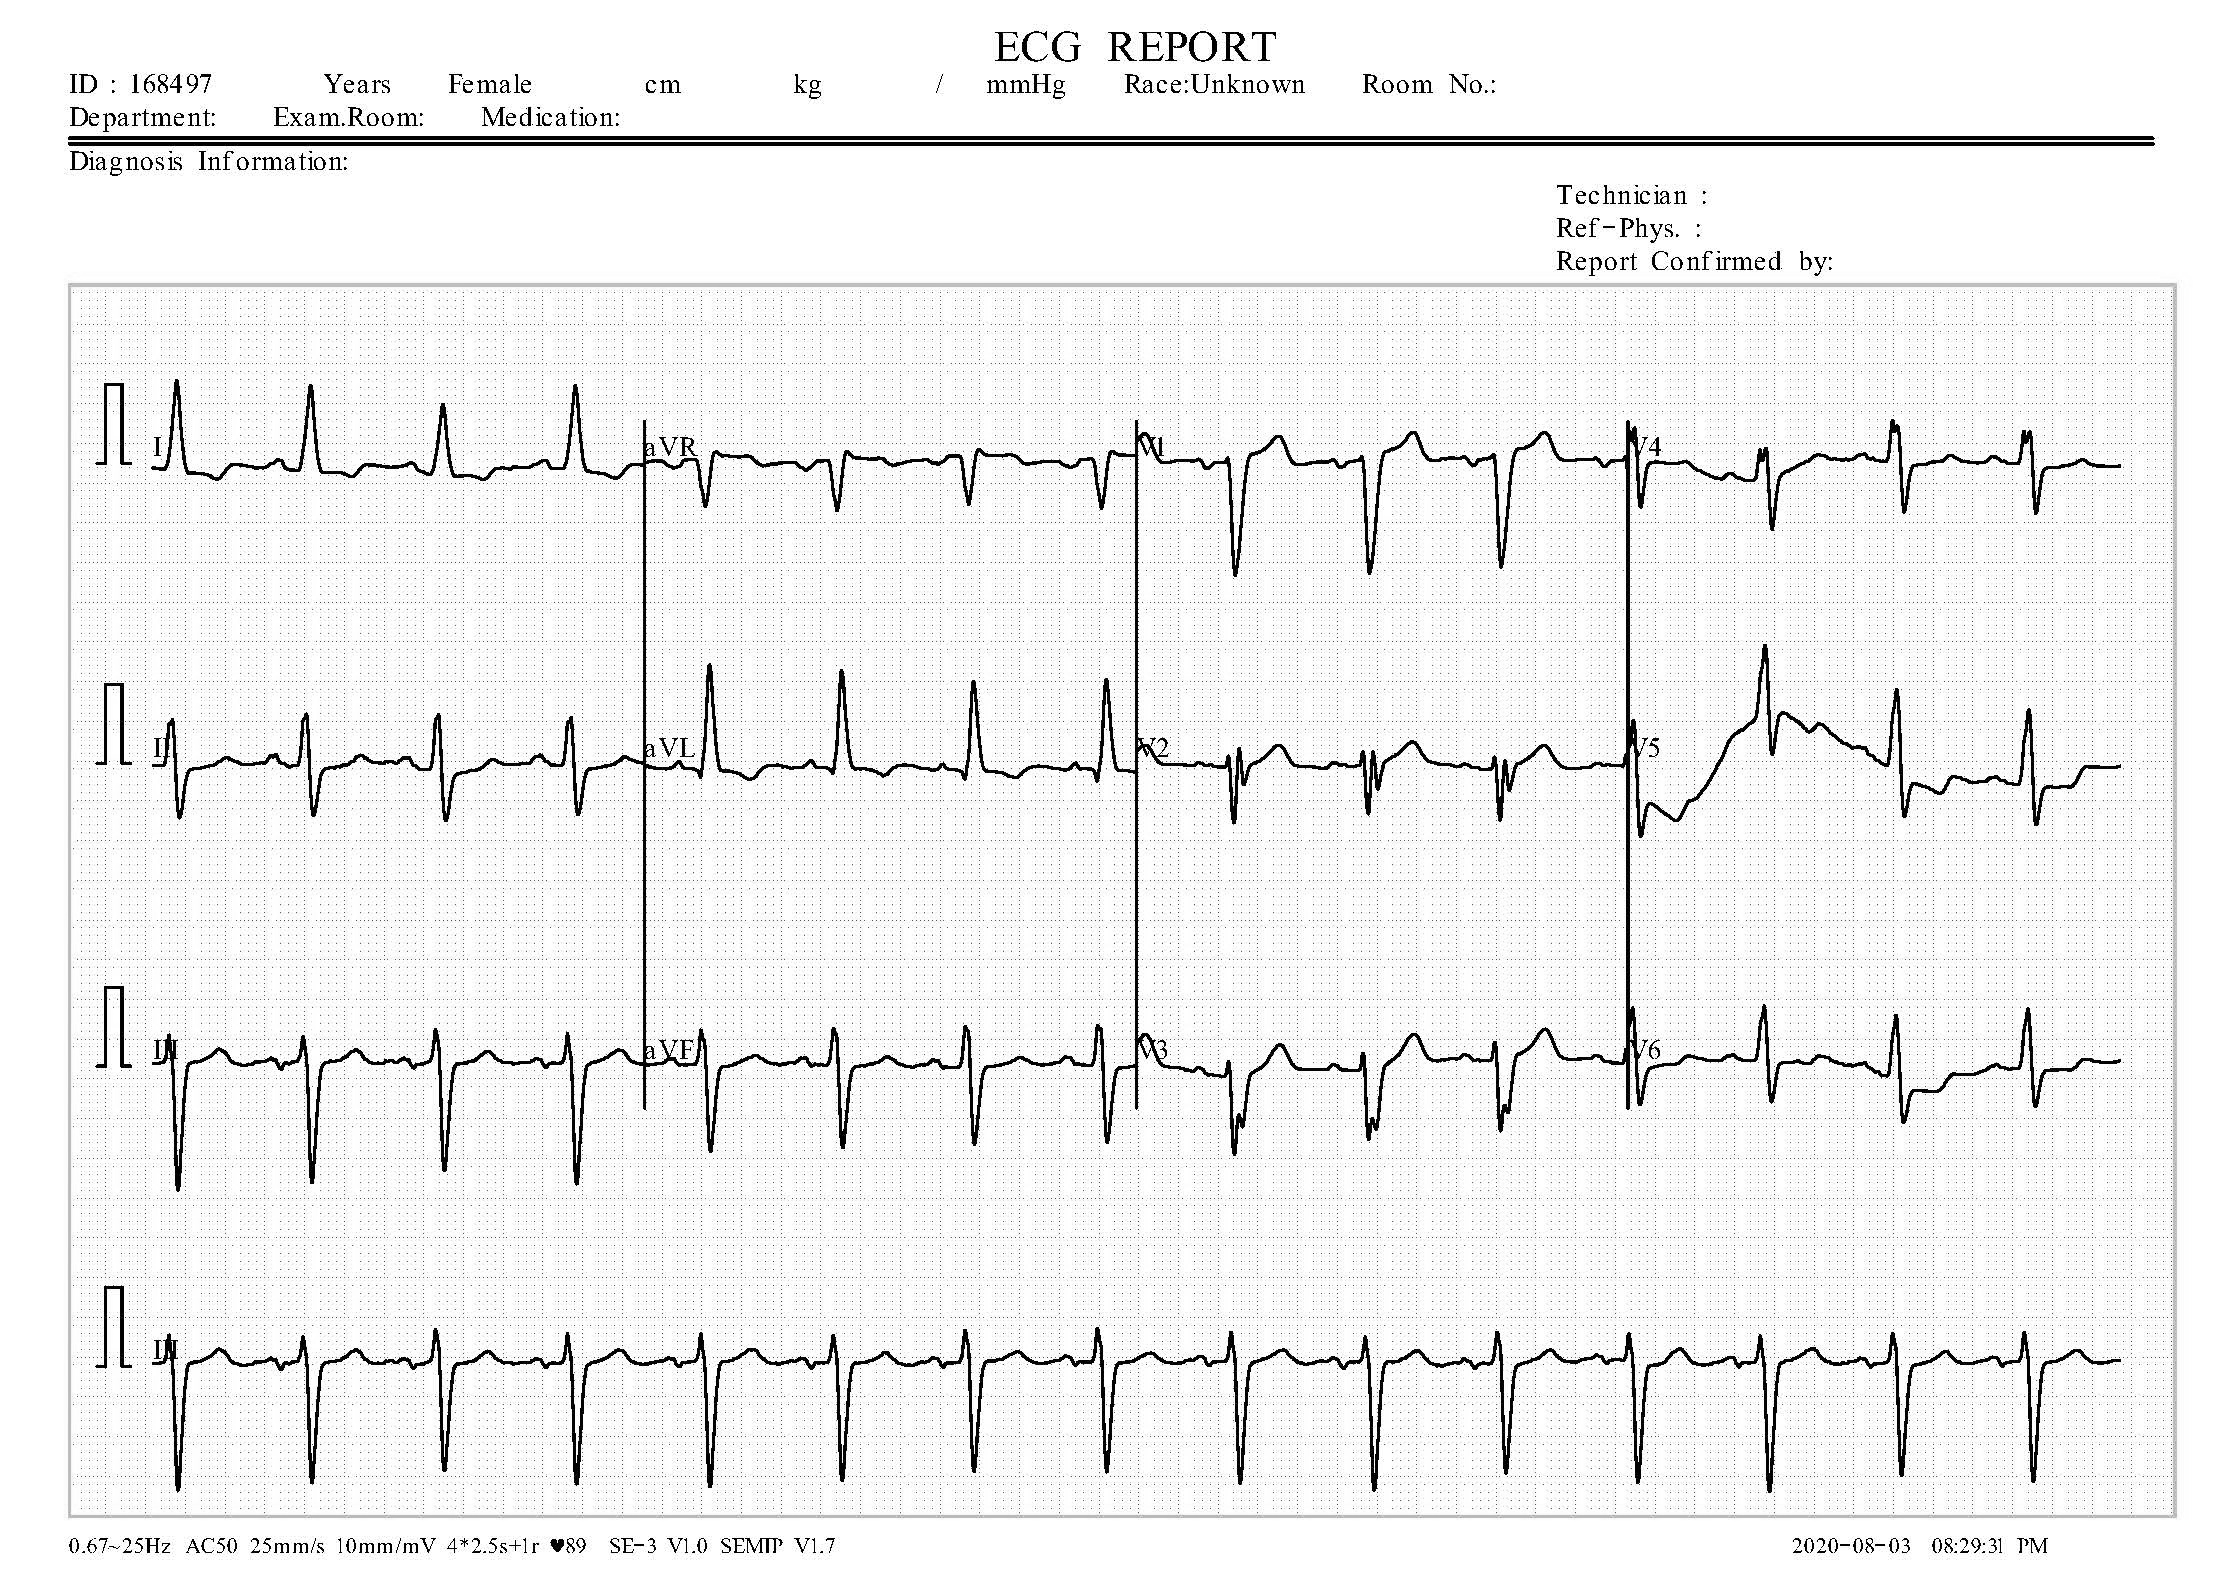 ECG REPORT
ID : 168497 Years Female cm kg / mmHg Race:Unknown Room No.:
Department: Exam.Room: Medication:
Diagnosis Information:
Technician :
Ref-Phys. :
Report Confirmed by:
I aVR V1 V4
II aVL V2 V5
III aVF V3 V6
III
0.67~25Hz AC50 25mm/s 10mm/mV 4*2.5s+1r ♥89 SE-3 V1.0 SEMIP V1.7 2020-08-03 08:29:31 PM